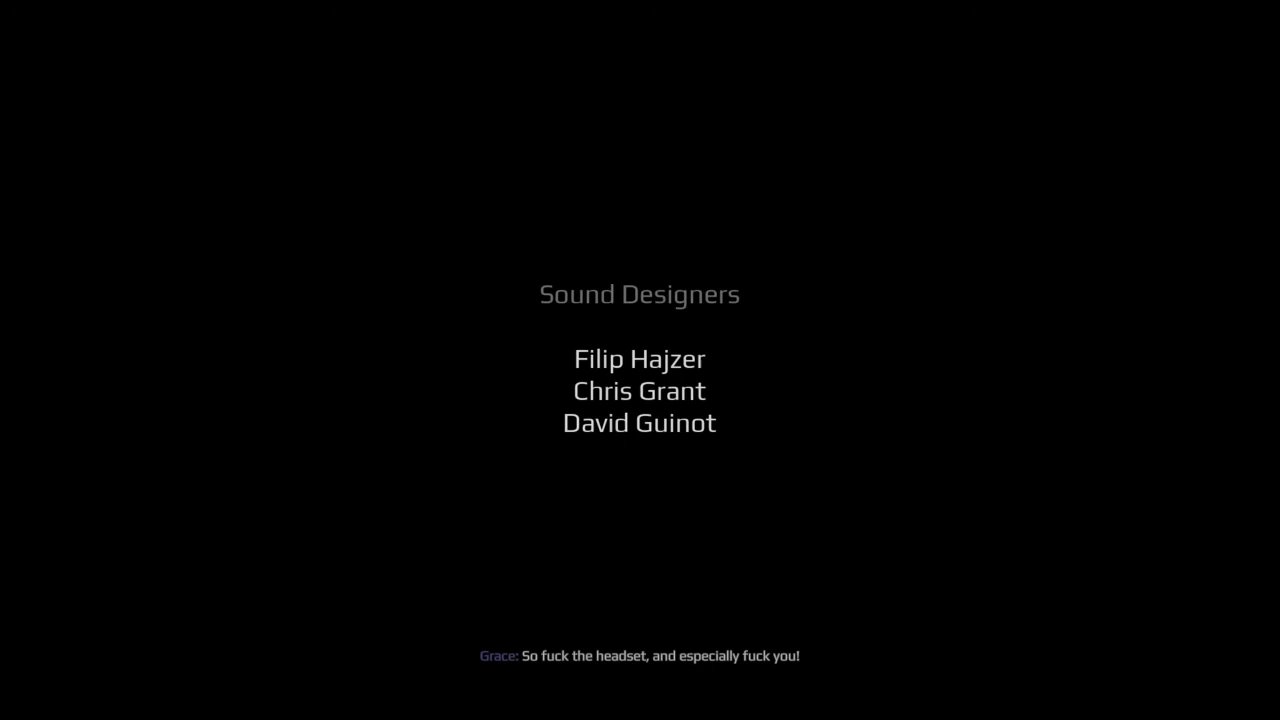 Sound Designers
Filip Hajzer
Chris Grant
David Guinot
Grace: So fuck the headset, and especially fuck you!